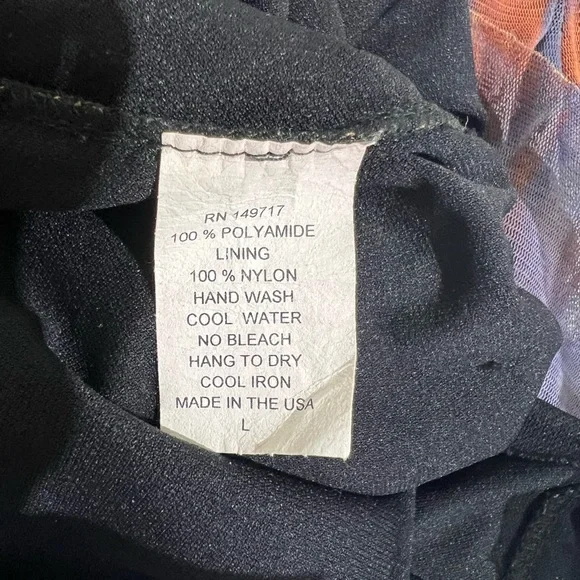 RN 149717
100 % POLYAMIDE
LINING
100 % NYLON
HAND WASH
COOL WATER
NO BLEACH
HANG TO DRY
COOL IRON
MADE IN THE USA
L